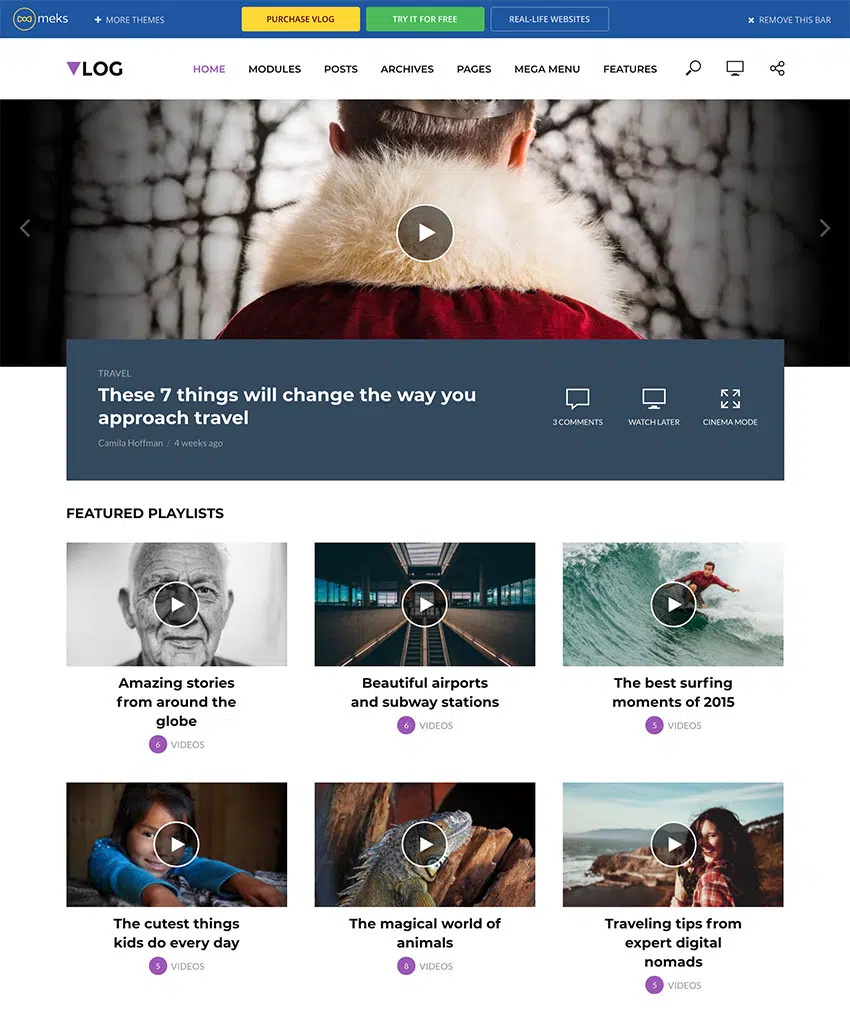 meks
MORE THEMES
PURCHASE VLOG
TRY IT FOR FREE
REAL-LIFE WEBSITES
REMOVE THIS BAR
VLOG
HOME
MODULES
POSTS
ARCHIVES
PAGES
MEGA MENU
FEATURES
TRAVEL
These 7 things will change the way you
approach travel
Camila Hoffman / 4 weeks ago
3 COMMENTS
WATCH LATER
CINEMA MODE
FEATURED PLAYLISTS
Amazing stories
from around the
globe
6 VIDEOS
Beautiful airports
and subway stations
6 VIDEOS
The best surfing
moments of 2015
5 VIDEOS
The cutest things
kids do every day
5 VIDEOS
The magical world of
animals
8 VIDEOS
Traveling tips from
expert digital
nomads
5 VIDEOS